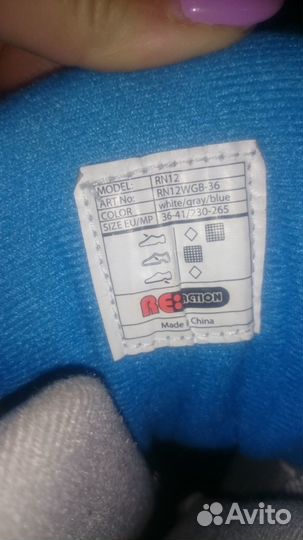 MODEL: RN12
ART No: RN12WGB-36
COLOR white/gray/blue
SIZE EU/MP 36-41/230-265
RE:ACTION
Made in China
Avito